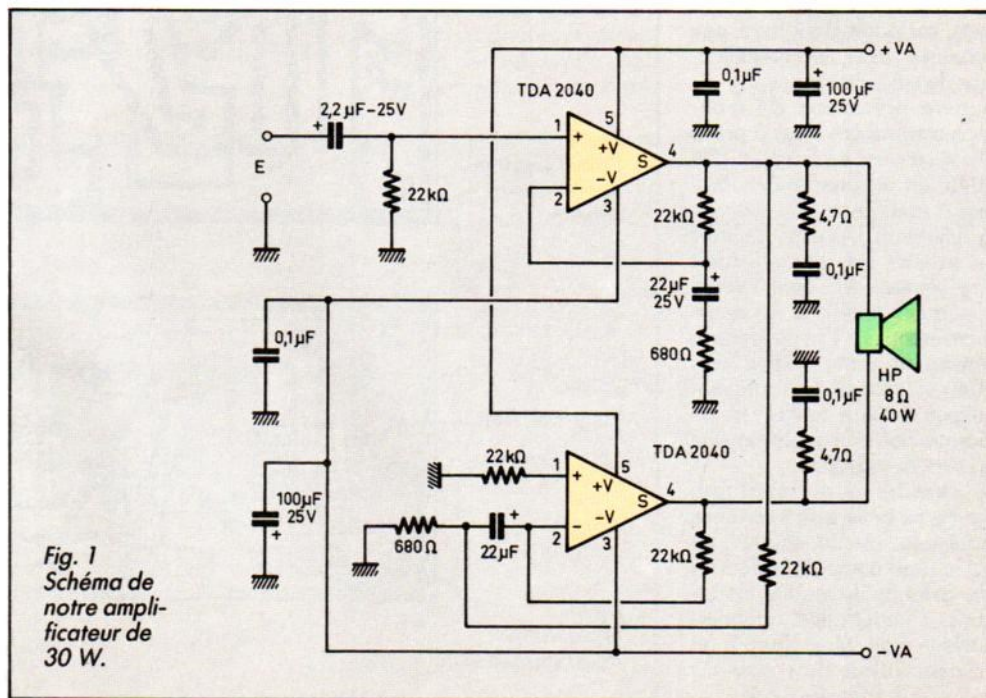 + VA
TDA 2040
0,1µF
+
100µF
25V
2,2µF-25V
+
1
+
5
+V
S
4
-V
-
2
3
E
22kΩ
22kΩ
4,7Ω
+
22µF
25V
0,1µF
680Ω
0,1µF
HP
8Ω
40W
0,1µF
TDA 2040
22kΩ
1
+
5
+V
S
4
4,7Ω
100µF
25V
+
680Ω
+
22µF
-
2
-V
3
22kΩ
22kΩ
-VA
Fig. 1
Schéma de
notre ampli-
ficateur de
30 W.